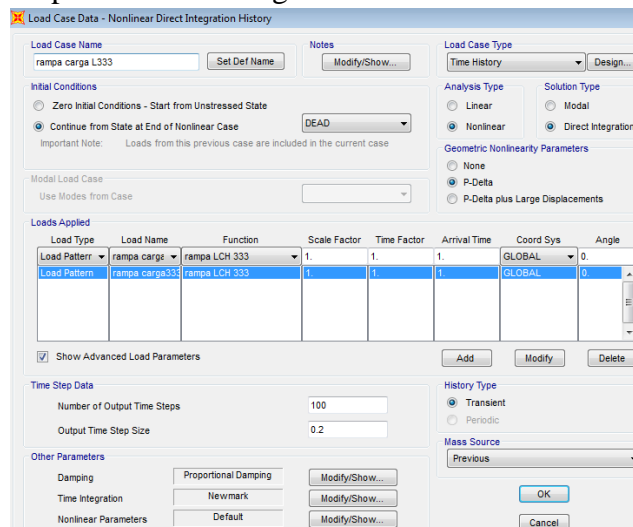 Load Case Data - Nonlinear Direct Integration History
Load Case Name
Notes
Load Case Type
rampa carga L333
Set Def Name
Modify/Show...
Time History
Design...
Initial Conditions
Analysis Type
Solution Type
Zero Initial Conditions - Start from Unstressed State
Linear
Modal
Continue from State at End of Nonlinear Case
DEAD
Nonlinear
Direct Integration
Important Note: Loads from this previous case are included in the current case
Geometric Nonlinearity Parameters
None
Modal Load Case
P-Delta
Use Modes from Case
P-Delta plus Large Displacements
Loads Applied
Load Type Load Name Function Scale Factor Time Factor Arrival Time Coord Sys Angle
Load Patterr rampa carga rampa LCH 333 1. 1. 1. GLOBAL 0.
Load Pattern rampa carga333 rampa LCH 333 1. 1. 1. GLOBAL 0.
Show Advanced Load Parameters
Add
Modify
Delete
Time Step Data
History Type
Number of Output Time Steps 100
Transient
Output Time Step Size 0.2
Periodic
Mass Source
Other Parameters
Previous
Damping Proportional Damping Modify/Show...
Time Integration Newmark Modify/Show...
OK
Nonlinear Parameters Default Modify/Show...
Cancel